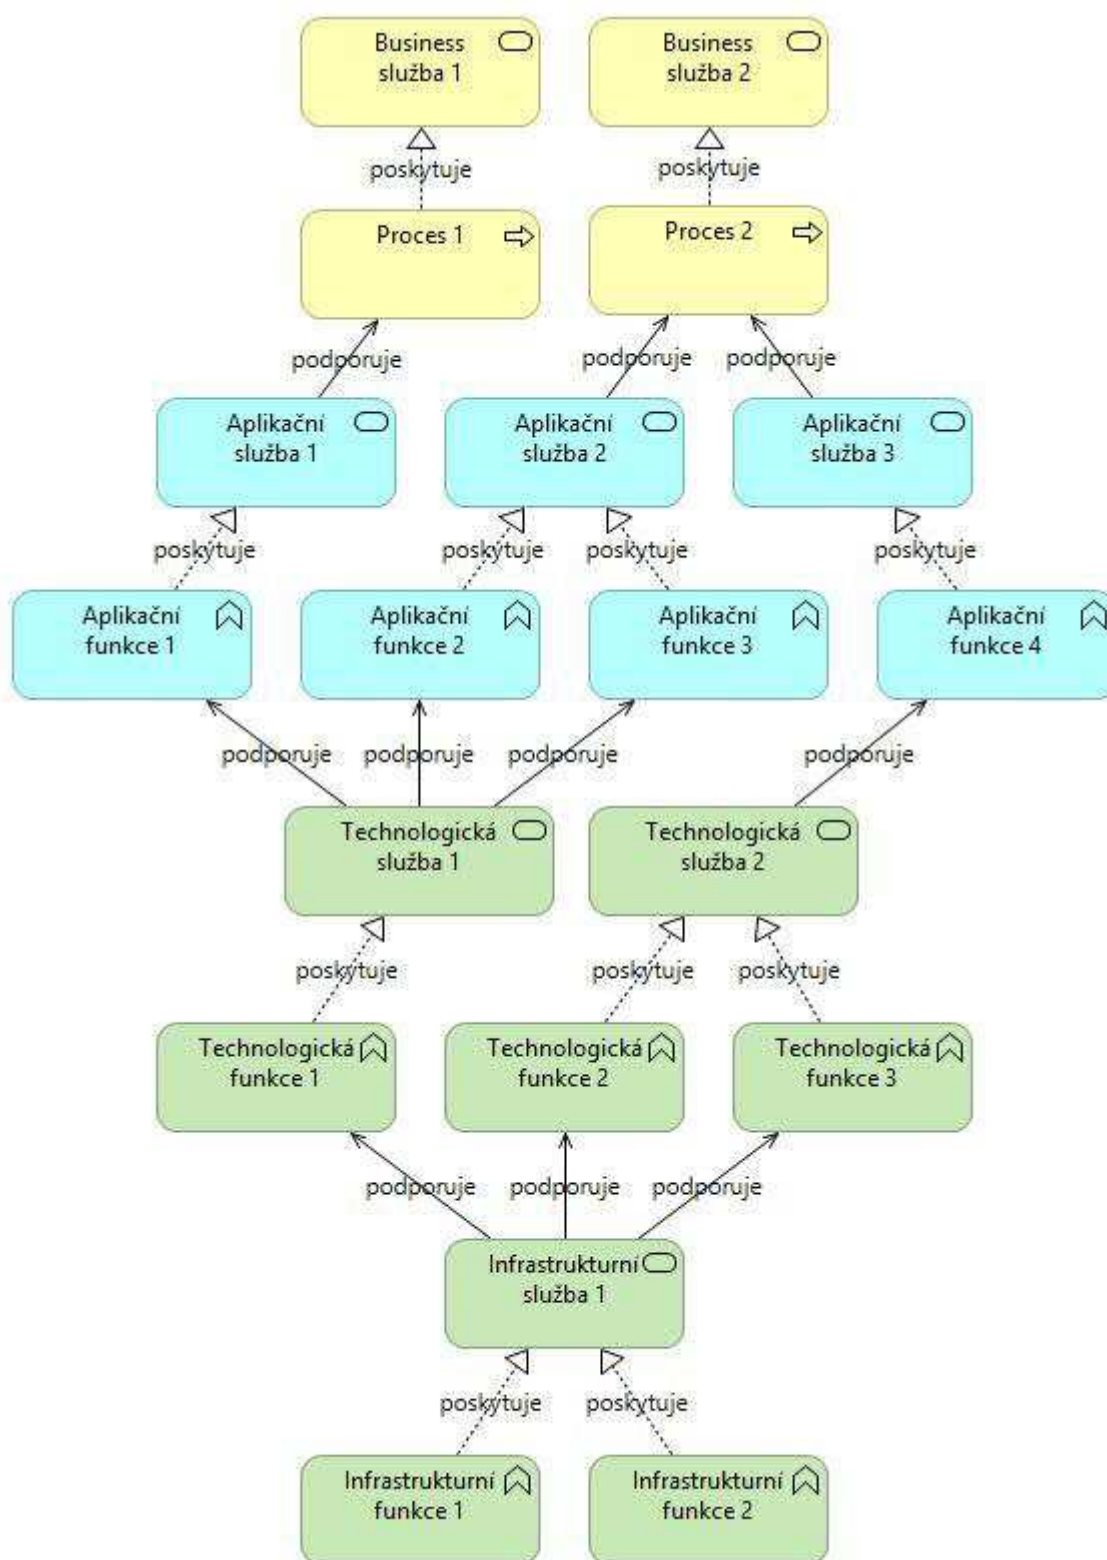 Business
služba 1
Business
služba 2
poskytuje
poskytuje
Proces 1
Proces 2
podporuje
podporuje
podporuje
Aplikační
služba 1
Aplikační
služba 2
Aplikační
služba 3
poskytuje
poskytuje
poskytuje
poskytuje
Aplikační
funkce 1
Aplikační
funkce 2
Aplikační
funkce 3
Aplikační
funkce 4
podporuje
podporuje
podporuje
podporuje
Technologická
služba 1
Technologická
služba 2
poskytuje
poskytuje
poskytuje
Technologická
funkce 1
Technologická
funkce 2
Technologická
funkce 3
podporuje
podporuje
podporuje
Infrastrukturní
služba 1
poskytuje
poskytuje
Infrastrukturní
funkce 1
Infrastrukturní
funkce 2